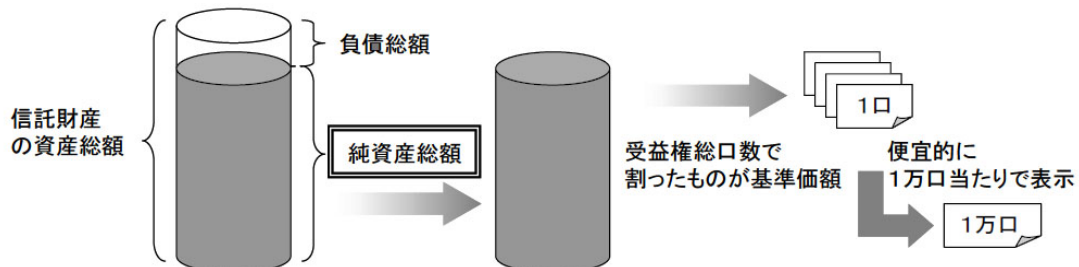 負債総額
信託財産
の資産総額
純資産総額
受益権総口数で
割ったものが基準価額
1口
便宜的に
1万口当たりで表示
1万口